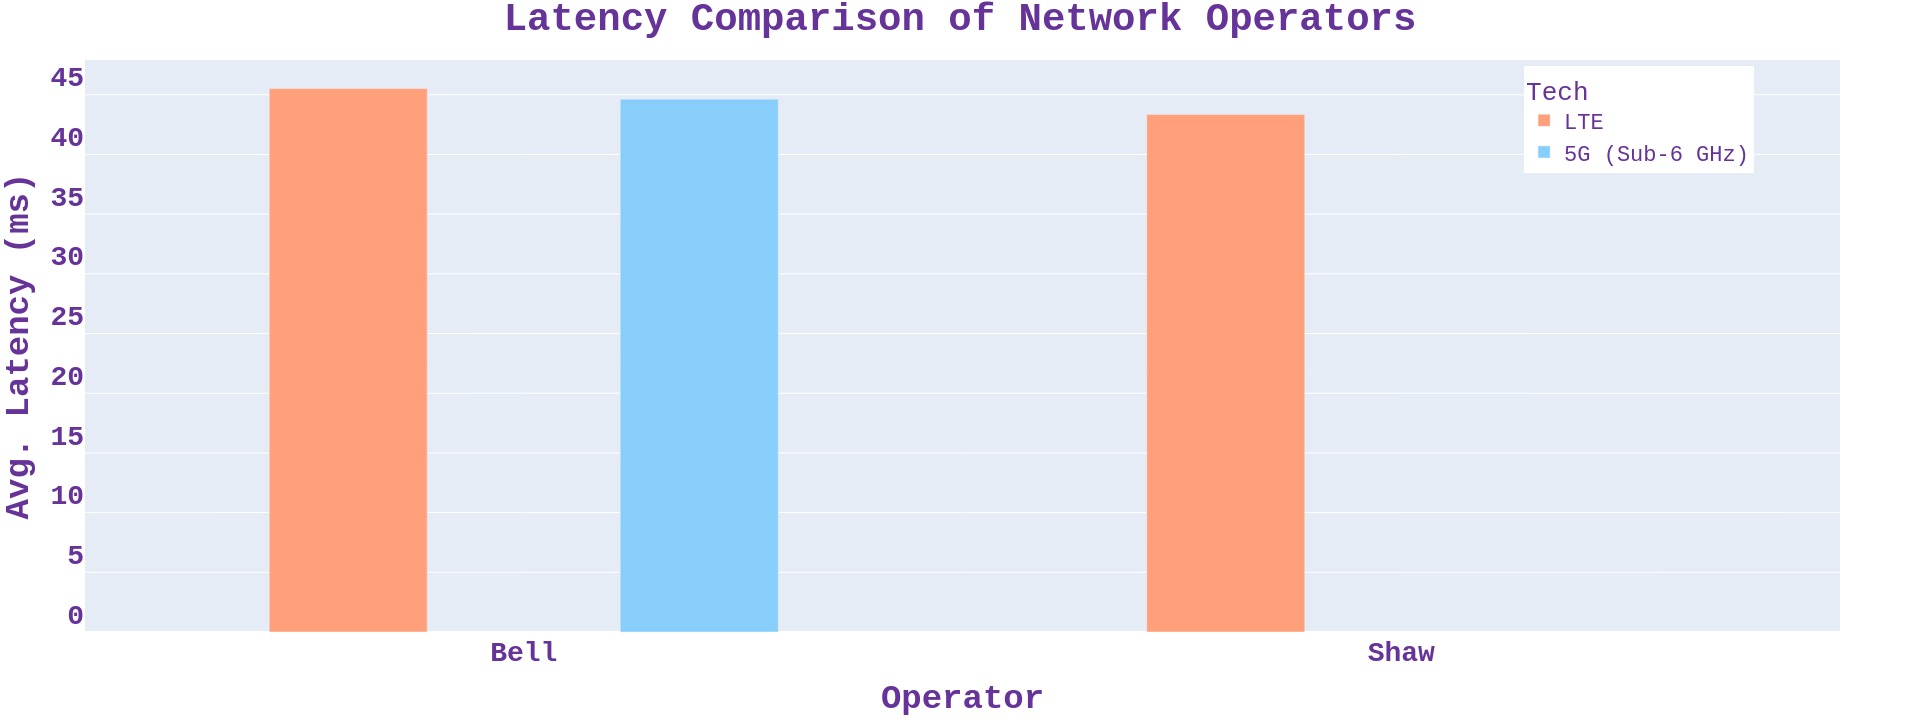 Latency Comparison of Network Operators
Avg. Latency (ms)
45
40
35
30
25
20
15
10
5
0
Tech
LTE
5G (Sub-6 GHz)
Bell
Shaw
Operator